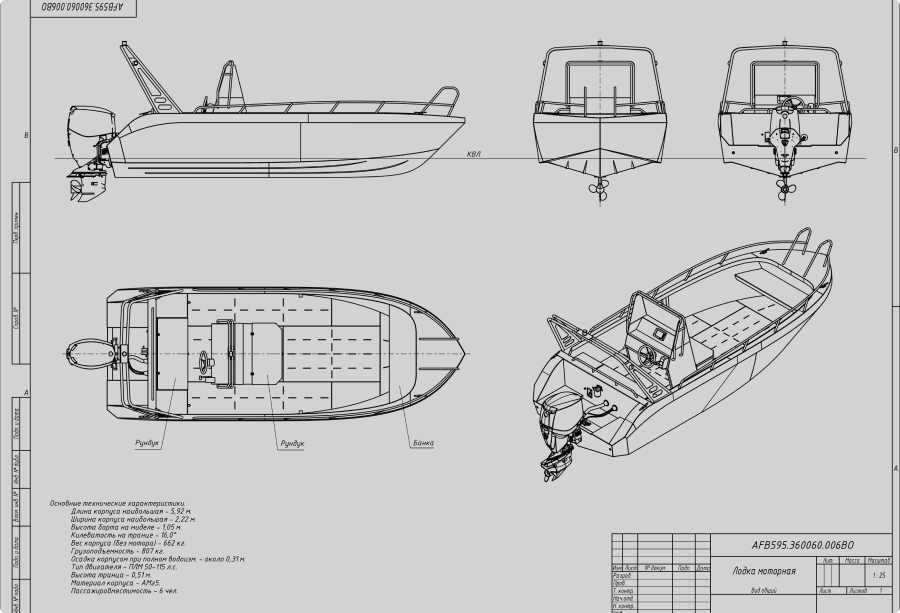 AFB595.360060.006ВО
КВЛ
В
В
А
А
Перв. примен.
Справ. №
Подп. и дата
Инв. № дубл.
Взам. инв. №
Подп. и дата
Инв. № подл.
Рундук
Рундук
Банка
Основные технические характеристики:
Длина корпуса наибольшая – 5,92 м.
Ширина корпуса наибольшая – 2,22 м.
Высота борта на миделе – 1,05 м.
Килеватость на транце – 16,0°
Вес корпуса (без мотора) – 662 кг.
Грузоподъемность – 807 кг.
Осадка корпусом при полном водоизм. – около 0,31 м.
Тип двигателя – ПЛМ 50-115 л.с.
Высота транца – 0,51 м.
Материал корпуса – АМг5.
Пассажировместимость – 6 чел.
AFB595.360060.006ВО
Изм. Лист № докум. Подп. Дата
Разраб.
Пров.
Т. контр.
Нач.отд.
Н. контр.
Лодка моторная
Вид общий
Лит. Масса Масштаб
1:25
Лист Листов 1